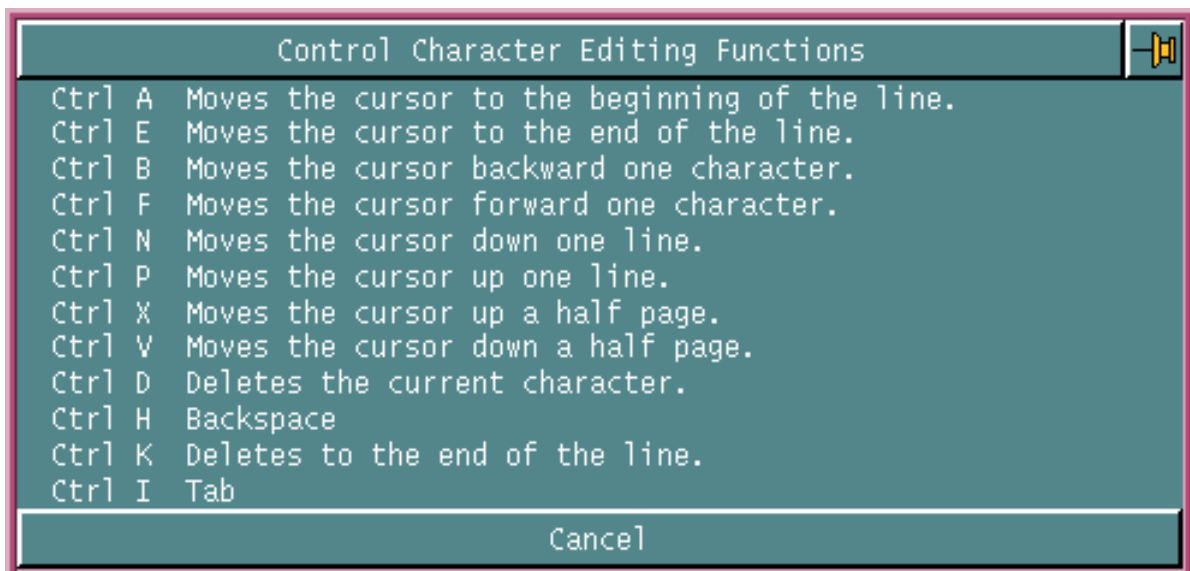 Control Character Editing Functions
Ctrl A Moves the cursor to the beginning of the line.
Ctrl E Moves the cursor to the end of the line.
Ctrl B Moves the cursor backward one character.
Ctrl F Moves the cursor forward one character.
Ctrl N Moves the cursor down one line.
Ctrl P Moves the cursor up one line.
Ctrl X Moves the cursor up a half page.
Ctrl V Moves the cursor down a half page.
Ctrl D Deletes the current character.
Ctrl H Backspace
Ctrl K Deletes to the end of the line.
Ctrl I Tab
Cancel